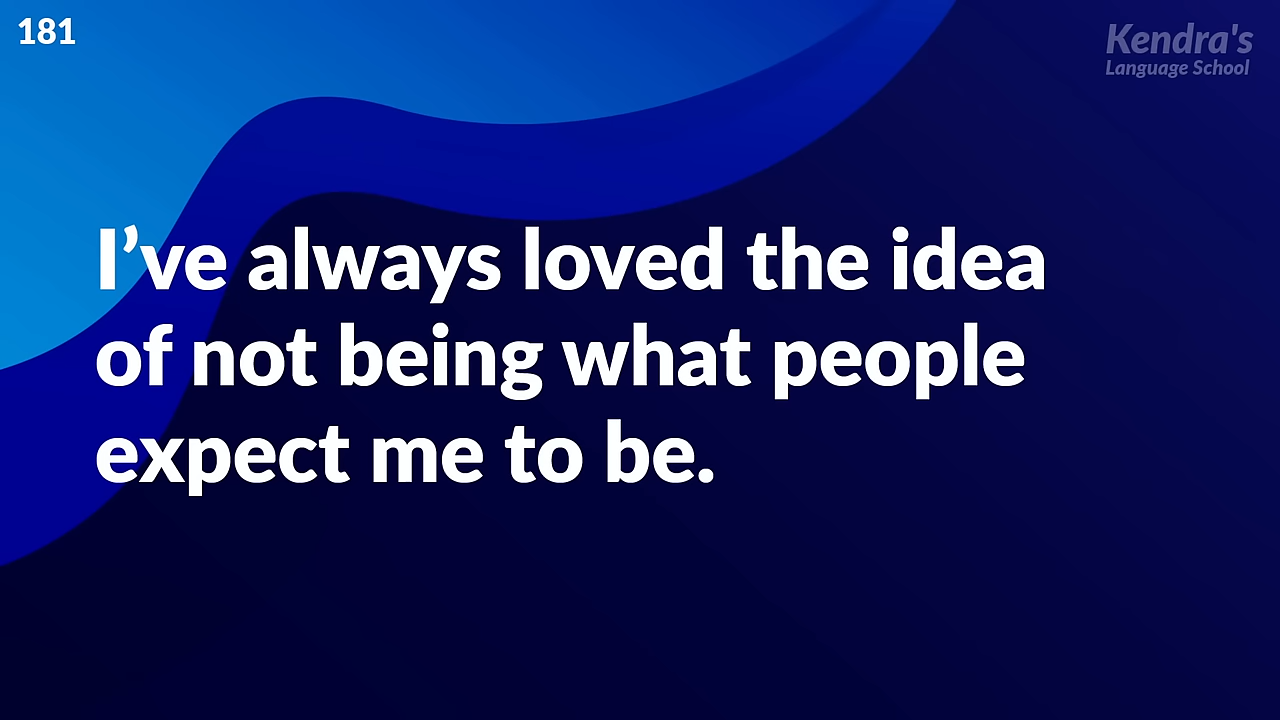 181
Kendra's
Language School
I’ve always loved the idea
of not being what people
expect me to be.